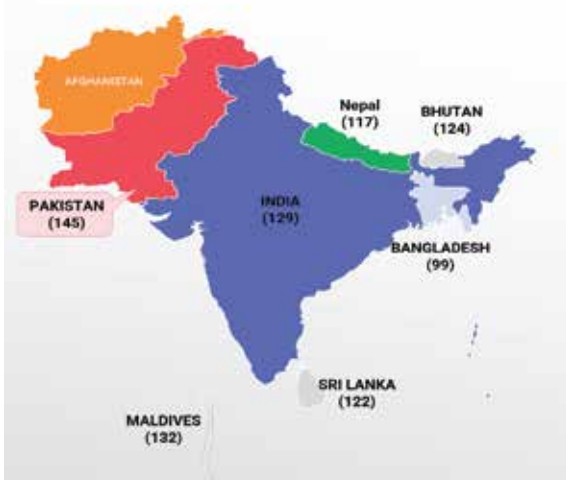 AFGHANISTAN
Nepal
(117)
BHUTAN
(124)
PAKISTAN
(145)
INDIA
(129)
BANGLADESH
(99)
SRI LANKA
(122)
MALDIVES
(132)